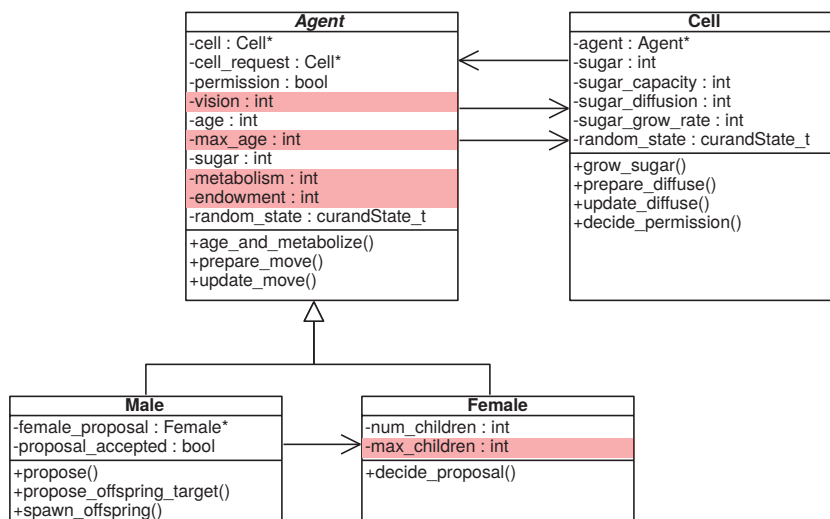 Agent
-cell : Cell*
-cell_request : Cell*
-permission : bool
-vision : int
-age : int
-max_age : int
-sugar : int
-metabolism : int
-endowment : int
-random_state : curandState_t
+age_and_metabolize()
+prepare_move()
+update_move()
Cell
-agent : Agent*
-sugar : int
-sugar_capacity : int
-sugar_diffusion : int
-sugar_grow_rate : int
-random_state : curandState_t
+grow_sugar()
+prepare_diffuse()
+update_diffuse()
+decide_permission()
Male
-female_proposal : Female*
-proposal_accepted : bool
+propose()
+propose_offspring_target()
+spawn_offspring()
Female
-num_children : int
-max_children : int
+decide_proposal()